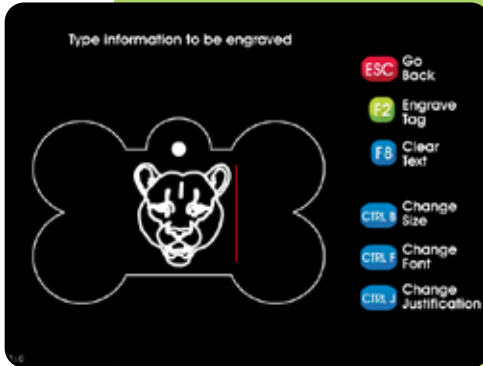 Type information to be engraved
ESC Go
Back
F2 Engrave
Tag
F8 Clear
Text
CTRL B Change
Size
CTRL F Change
Font
CTRL J Change
Justification